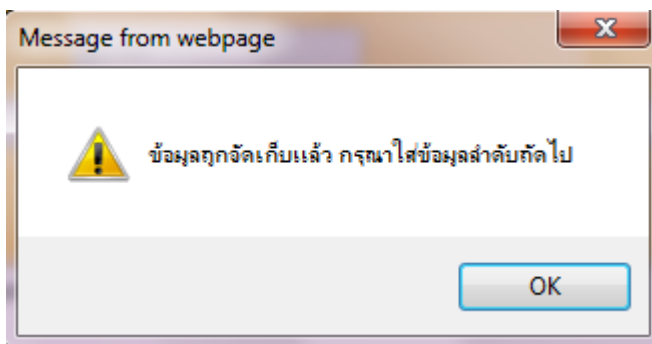 Message from webpage
ข้อมูลถูกจัดเก็บแล้ว กรุณาใส่ข้อมูลลำดับถัดไป
OK